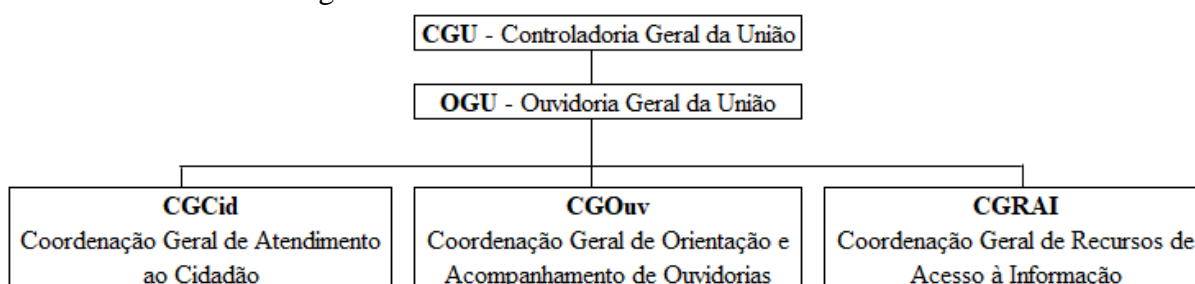 CGU - Controladoria Geral da União
OGU - Ouvidoria Geral da União
CGCid
Coordenação Geral de Atendimento
ao Cidadão
CGOuv
Coordenação Geral de Orientação e
Acompanhamento de Ouvidorias
CGRAI
Coordenação Geral de Recursos de
Acesso à Informação